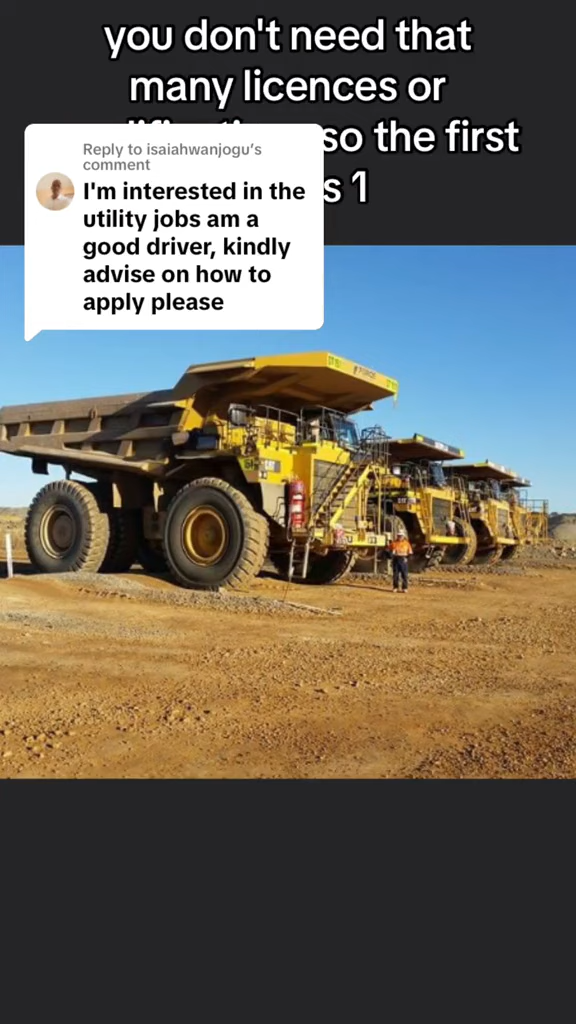 you don't need that
many licences or
so the first
s 1
Reply to isaiahwanjogu's
comment
I'm interested in the
utility jobs am a
good driver, kindly
advise on how to
apply please